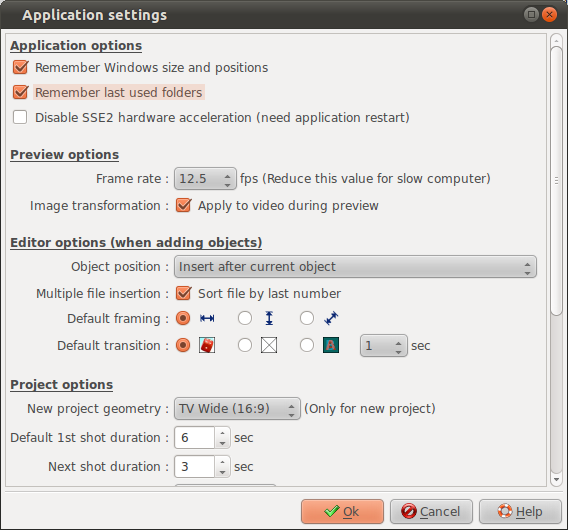 Application settings
Application options
Remember Windows size and positions
Remember last used folders
Disable SSE2 hardware acceleration (need application restart)
Preview options
Frame rate : 12.5 fps (Reduce this value for slow computer)
Image transformation : Apply to video during preview
Editor options (when adding objects)
Object position : Insert after current object
Multiple file insertion : Sort file by last number
Default framing :
Default transition : B 1 sec
Project options
New project geometry : TV Wide (16:9) (Only for new project)
Default 1st shot duration : 6 sec
Next shot duration : 3 sec
Ok Cancel Help